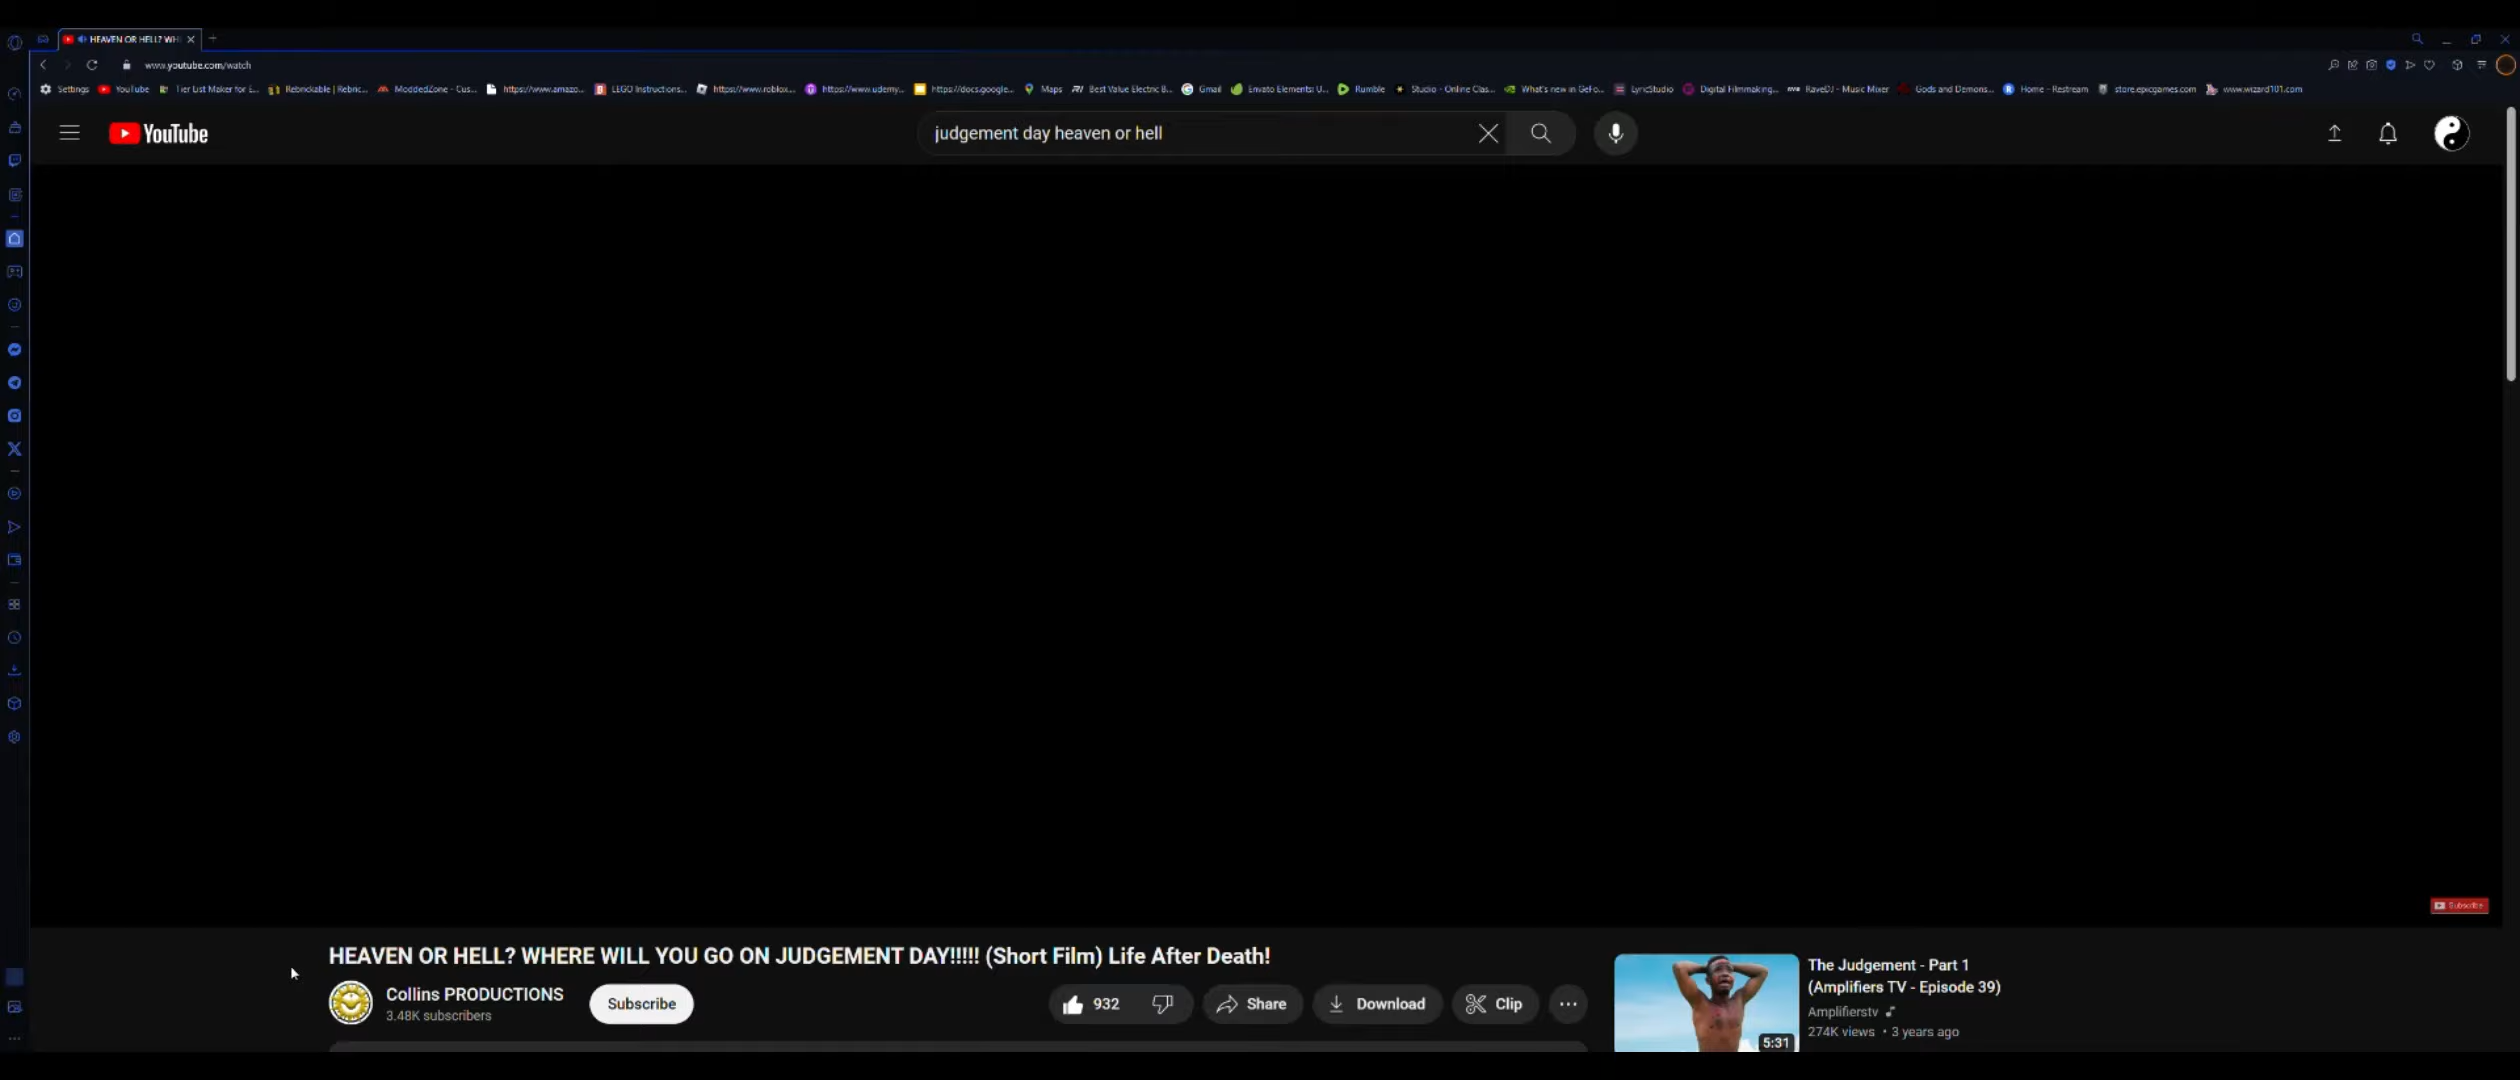 HEAVEN OR HELL? WH
www.youtube.com/watch
Settings YouTube Tier List Maker for E... Rebrickable | Rebric... ModdedZone - Cus... https://www.amazo... LEGO Instructions... https://www.roblox... https://www.udemy... https://docs.google... Maps Best Value Electric B... Gmail Envato Elements: U... Rumble Studio - Online Clas... What's new in GeFo... LyricStudio Digital Filmmaking... RaveDJ - Music Mixer Gods and Demons... Home - Restream store.epicgames.com www.wizard101.com
YouTube
judgement day heaven or hell
Subscribe
HEAVEN OR HELL? WHERE WILL YOU GO ON JUDGEMENT DAY!!!!! (Short Film) Life After Death!
Collins PRODUCTIONS
3.48K subscribers
Subscribe
932 Share Download Clip
The Judgement - Part 1
(Amplifiers TV - Episode 39)
Amplifierstv
274K views • 3 years ago
5:31